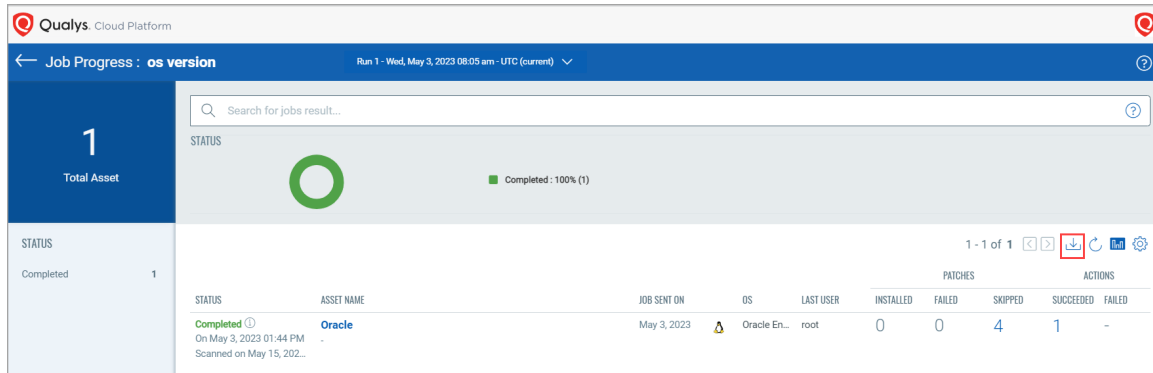 Qualys. Cloud Platform
Job Progress : os version
Run 1 - Wed, May 3, 2023 08:05 am - UTC (current)
1
Total Asset
Search for jobs result...
STATUS
Completed : 100% (1)
STATUS
Completed 1
1 - 1 of 1
PATCHES ACTIONS
STATUS ASSET NAME JOB SENT ON OS LAST USER INSTALLED FAILED SKIPPED SUCCEEDED FAILED
Completed Oracle May 3, 2023 Oracle En... root 0 0 4 1 -
On May 3, 2023 01:44 PM -
Scanned on May 15, 202...